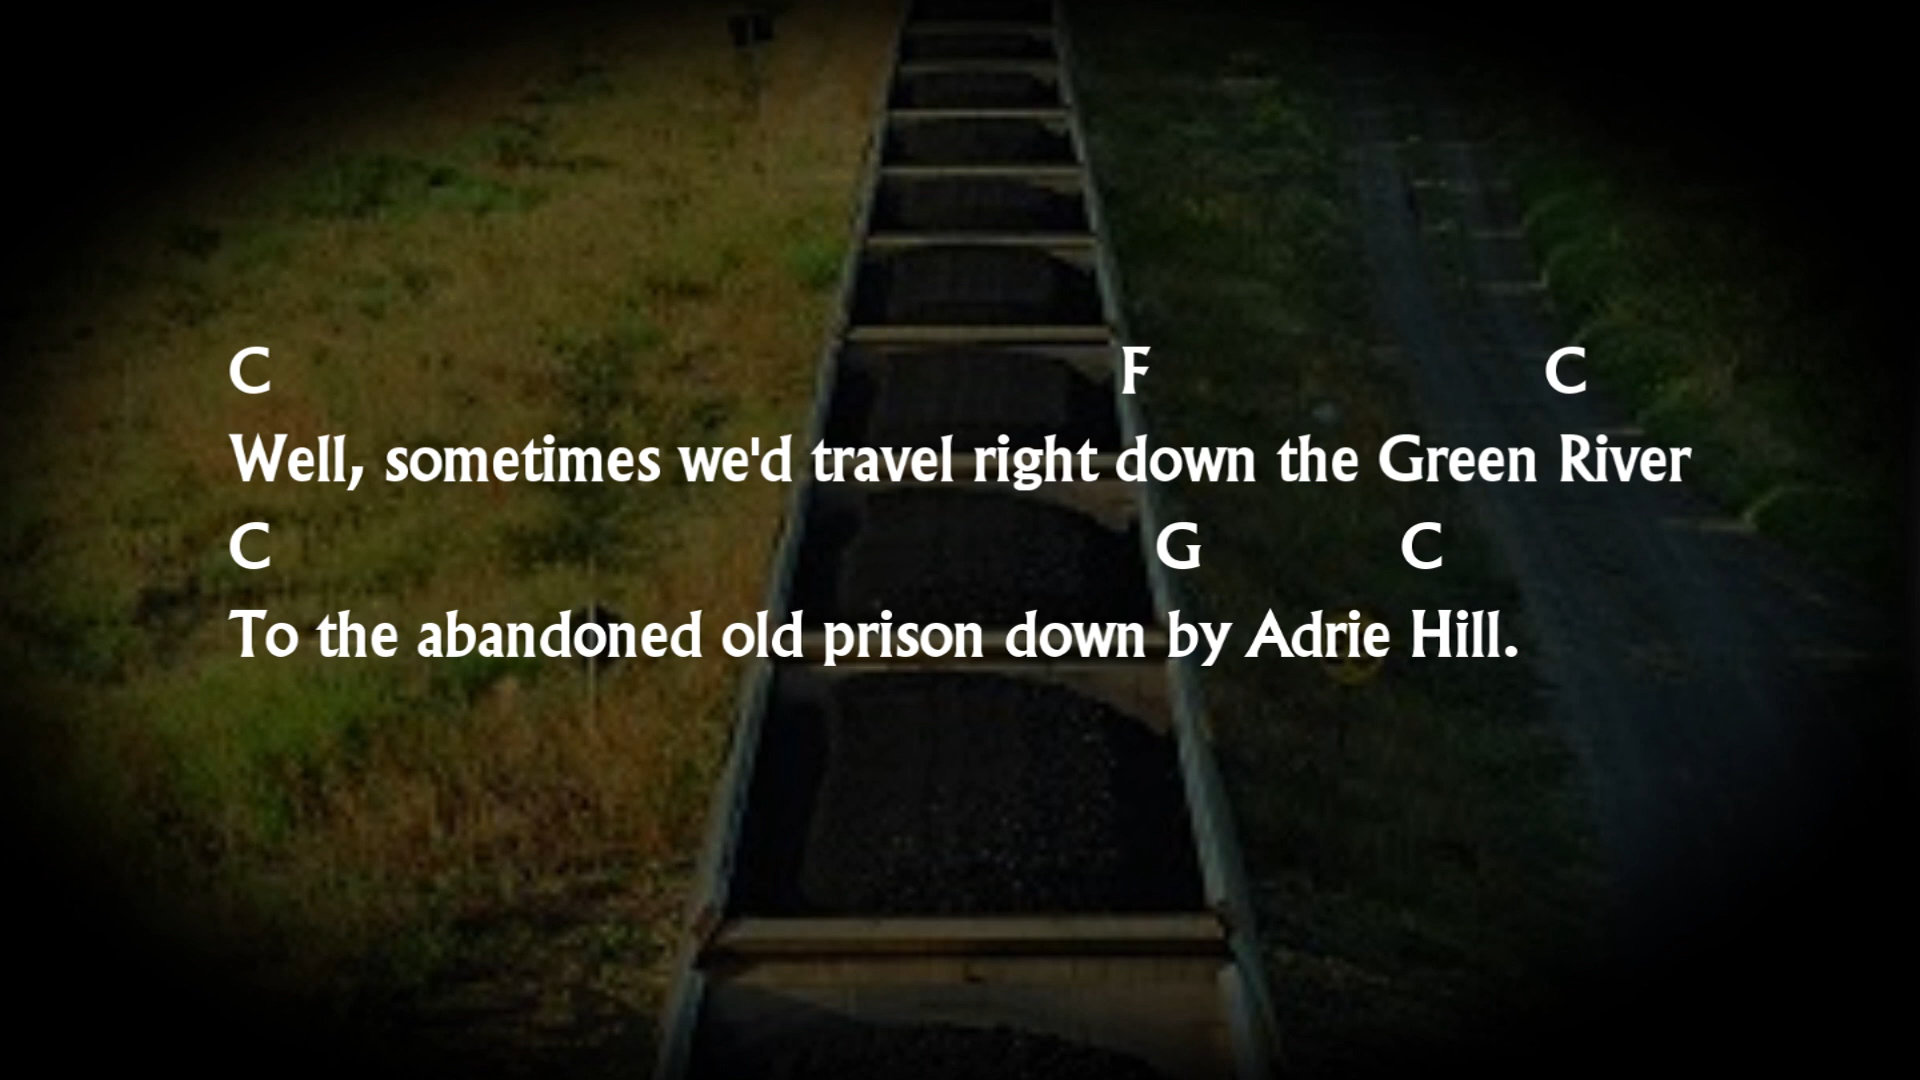 C F C
Well, sometimes we'd travel right down the Green River
C G C
To the abandoned old prison down by Adrie Hill.